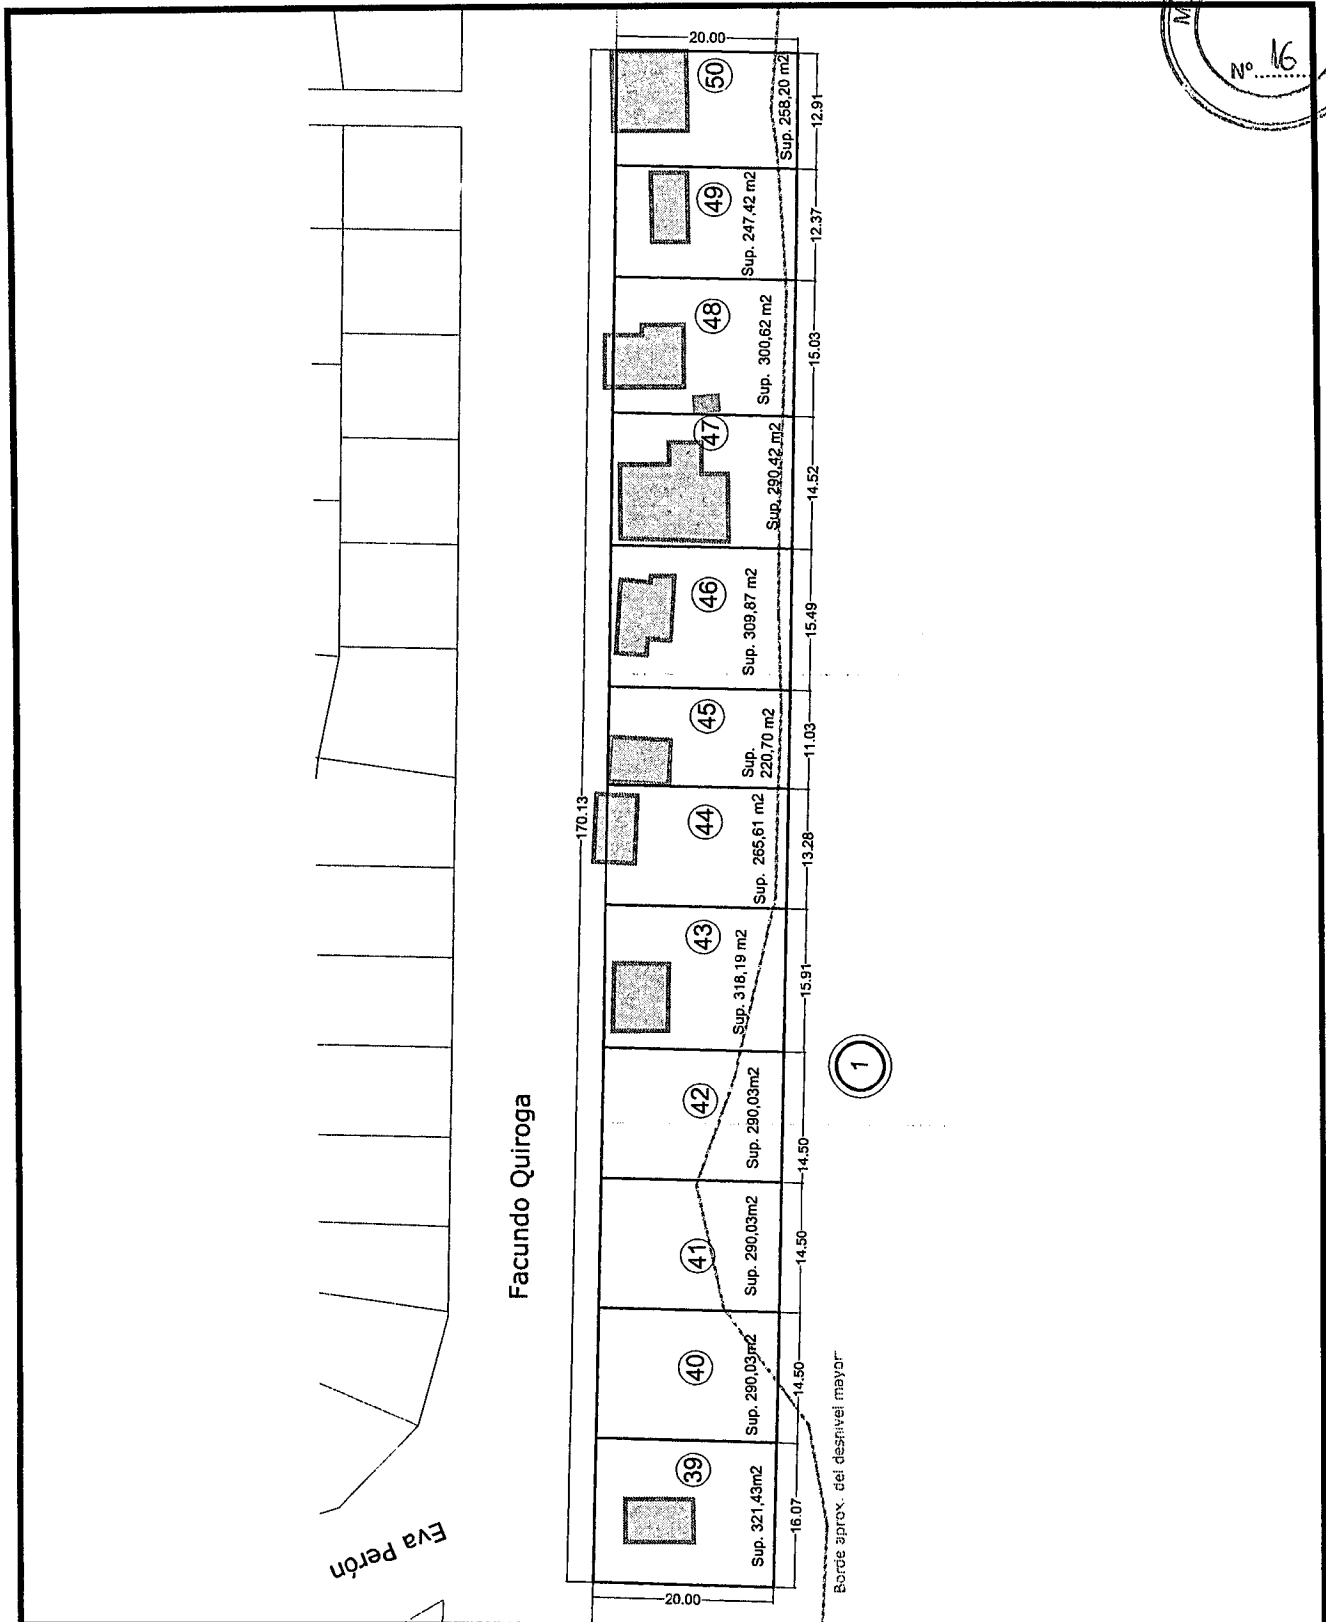 M
Nº 16
20.00
50
Sup. 258,20 m2
12.91
49
Sup. 247,42 m2
12.37
48
Sup. 300,62 m2
15.03
47
Sup. 290,42 m2
14.52
46
Sup. 309,87 m2
15.49
45
Sup.
220,70 m2
11.03
170.13
44
Sup. 265,61 m2
13.28
43
Sup. 318,19 m2
15.91
42
Sup. 290,03m2
14.50
41
Sup. 290,03m2
14.50
40
Sup. 290,03m2
14.50
39
Sup. 321,43m2
16.07
20.00
1
Facundo Quiroga
Eva Perón
Borde aprox. del desnivel mayor